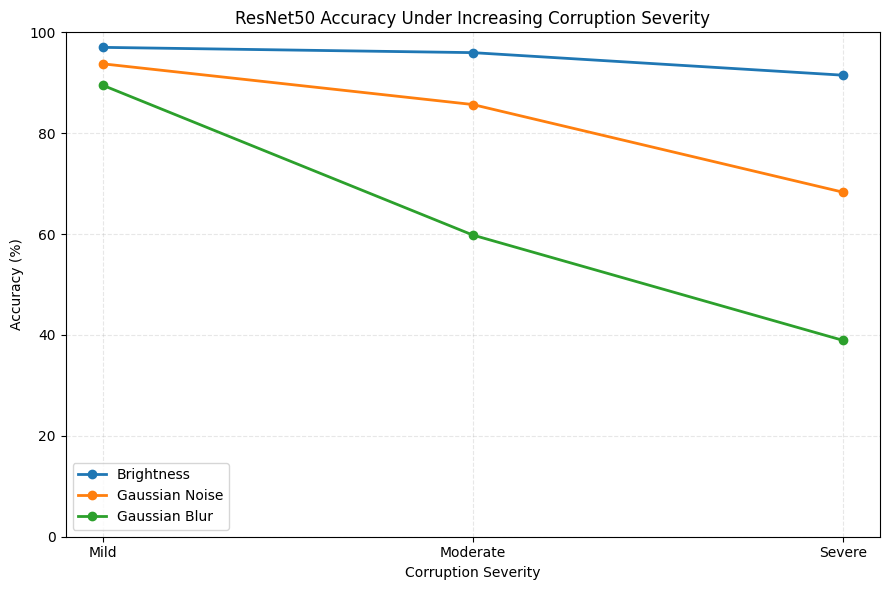 ResNet50 Accuracy Under Increasing Corruption Severity
100
80
60
40
20
0
Accuracy (%)
Brightness
Gaussian Noise
Gaussian Blur
Mild Moderate Severe
Corruption Severity